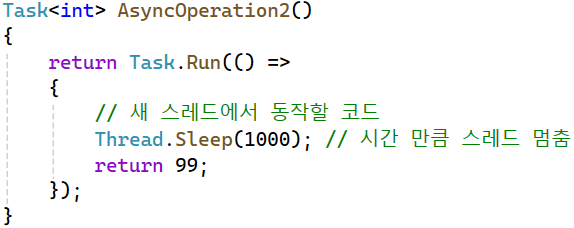 Task<int> AsyncOperation2()
{
    return Task.Run(() =>
    {
        // 새 스레드에서 동작할 코드
        Thread.Sleep(1000); // 시간 만큼 스레드 멈춤
        return 99;
    });
}